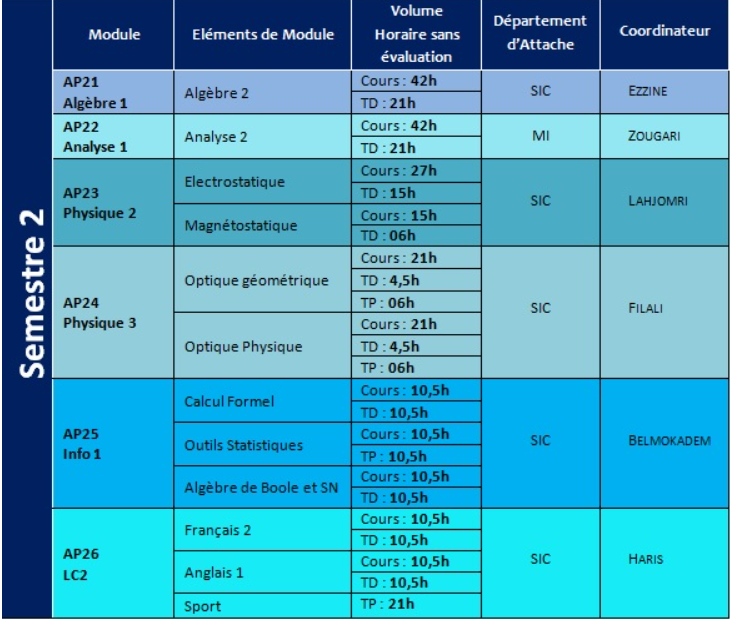 Semestre 2
Module
Eléments de Module
Volume
Horaire sans
évaluation
Département
d'Attache
Coordinateur
AP21
Algèbre 1
Algèbre 2
Cours : 42h
TD : 21h
SIC
EZZINE
AP22
Analyse 1
Analyse 2
Cours : 42h
TD : 21h
MI
ZOUGARI
AP23
Physique 2
Electrostatique
Cours : 27h
TD : 15h
Magnétostatique
Cours : 15h
TD : 06h
SIC
LAHJOMRI
AP24
Physique 3
Optique géométrique
Cours : 21h
TD : 4,5h
TP : 06h
Optique Physique
Cours : 21h
TD : 4,5h
TP : 06h
SIC
FILALI
AP25
Info 1
Calcul Formel
Cours : 10,5h
TD : 10,5h
Outils Statistiques
Cours : 10,5h
TP : 10,5h
Algèbre de Boole et SN
Cours : 10,5h
TD : 10,5h
SIC
BELMOKADEM
AP26
LC2
Français 2
Cours : 10,5h
TD : 10,5h
Anglais 1
Cours : 10,5h
TD : 10,5h
Sport
TP : 21h
SIC
HARIS